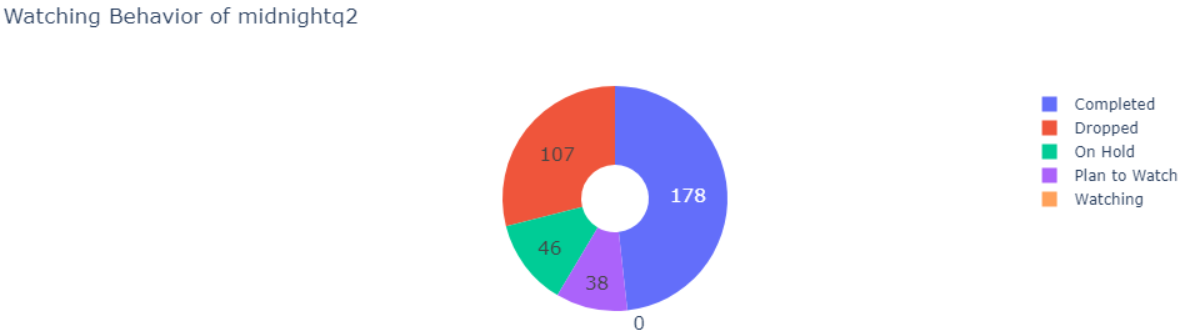 Watching Behavior of midnightq2
107
178
46
38
0
Completed
Dropped
On Hold
Plan to Watch
Watching